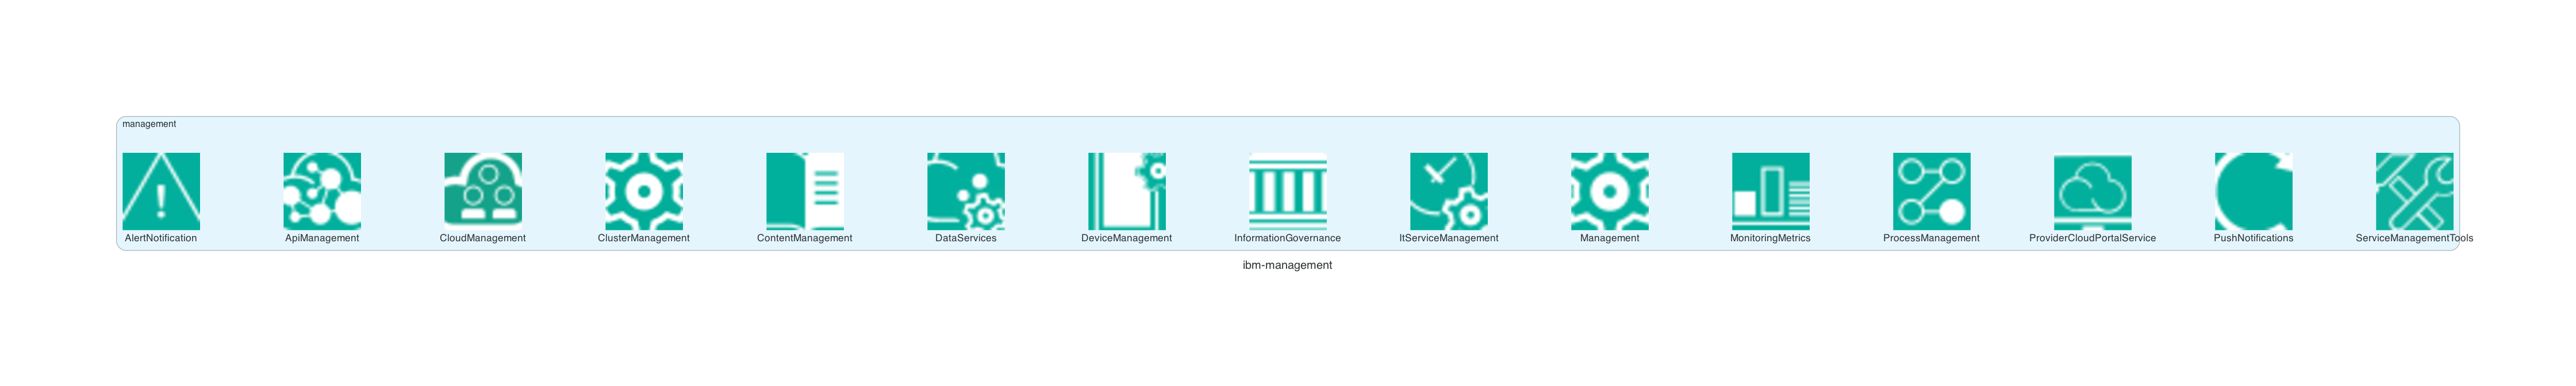 management
AlertNotification
ApiManagement
CloudManagement
ClusterManagement
ContentManagement
DataServices
DeviceManagement
InformationGovernance
ItServiceManagement
Management
MonitoringMetrics
ProcessManagement
ProviderCloudPortalService
PushNotifications
ServiceManagementTools
ibm-management